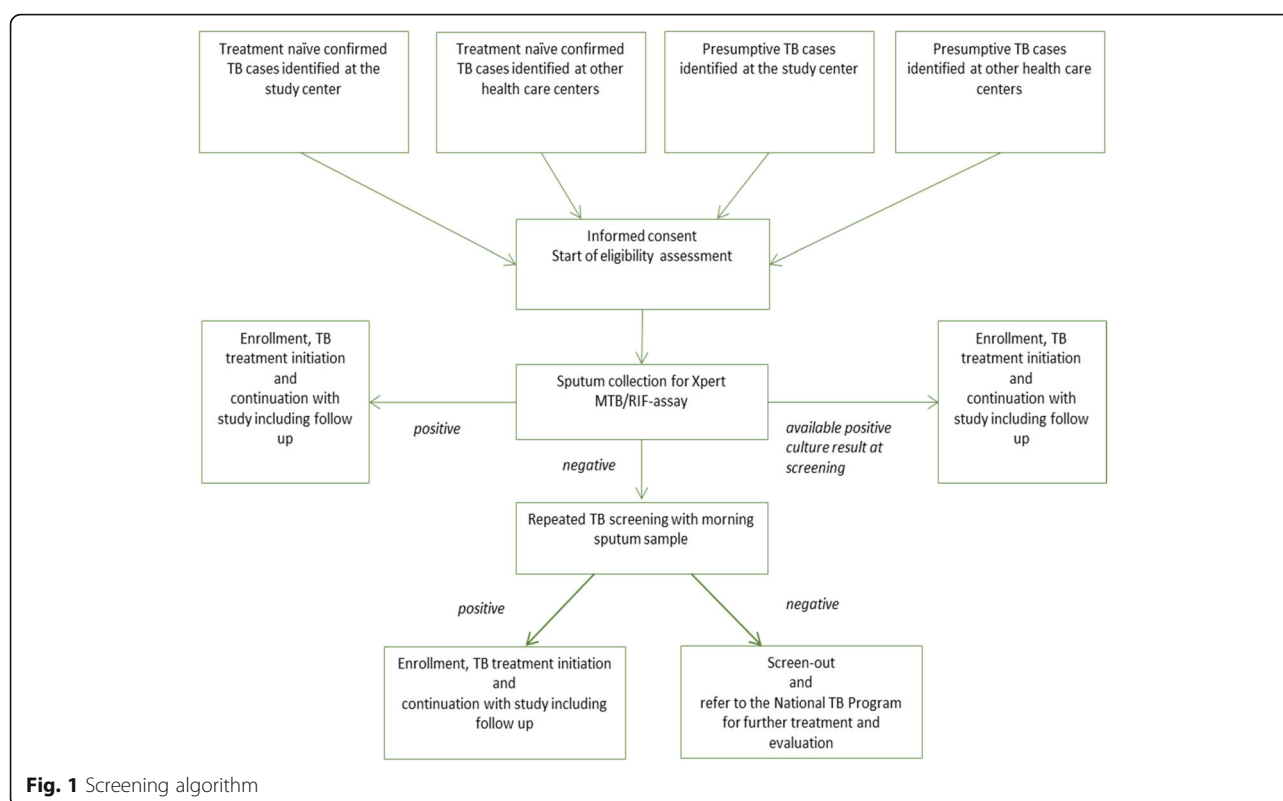 Treatment naïve confirmed
TB cases identified at the
study center
Treatment naïve confirmed
TB cases identified at other
health care centers
Presumptive TB cases
identified at the study center
Presumptive TB cases
identified at other health care
centers
Informed consent
Start of eligibility assessment
Enrollment, TB
treatment initiation
and
continuation with
study including follow
up
Sputum collection for Xpert
MTB/RIF-assay
Enrollment, TB
treatment initiation
and
continuation with
study including follow
up
positive
available positive
culture result at
screening
negative
Repeated TB screening with morning
sputum sample
positive
negative
Enrollment, TB treatment initiation
and
continuation with study including
follow up
Screen-out
and
refer to the National TB Program
for further treatment and
evaluation
Fig. 1 Screening algorithm